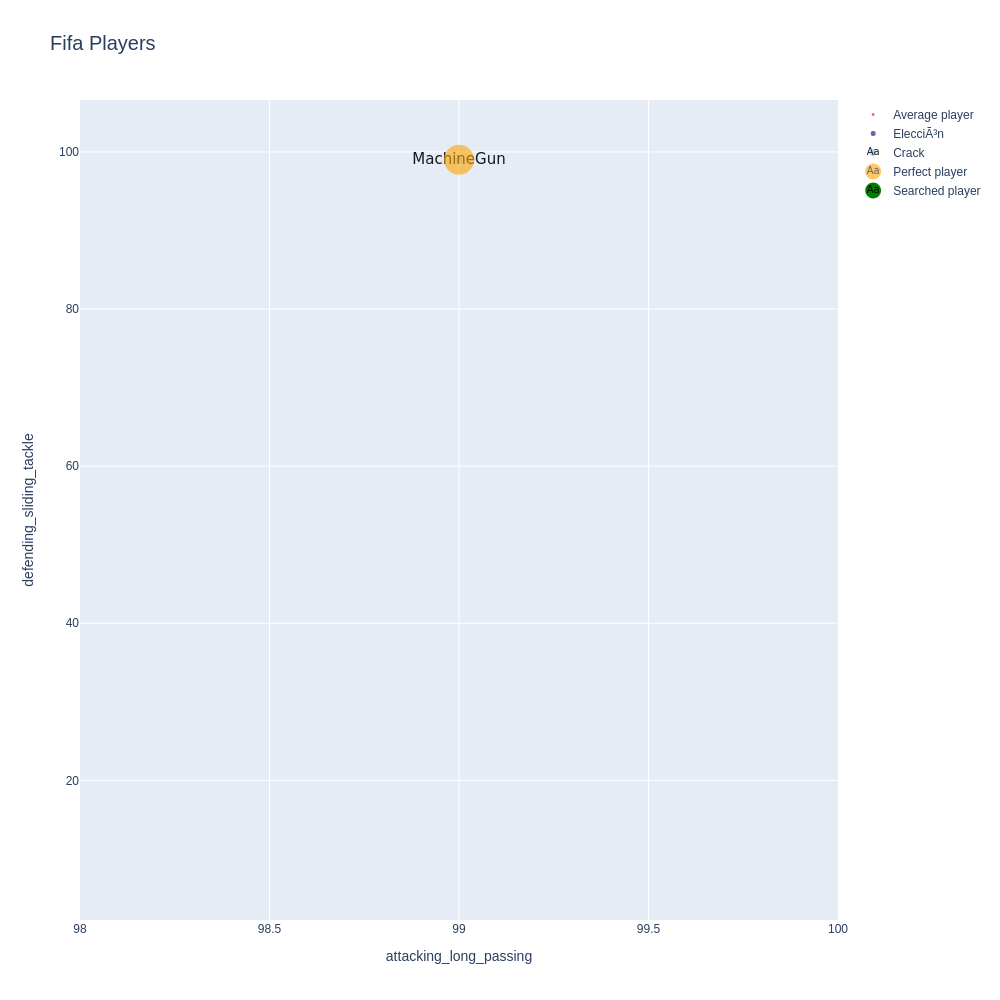 Fifa Players
MachineGun
100
80
60
40
20
98
98.5
99
99.5
100
attacking_long_passing
defending_sliding_tackle
Average player
ElecciÃ³n
Aa Crack
Aa Perfect player
Aa Searched player